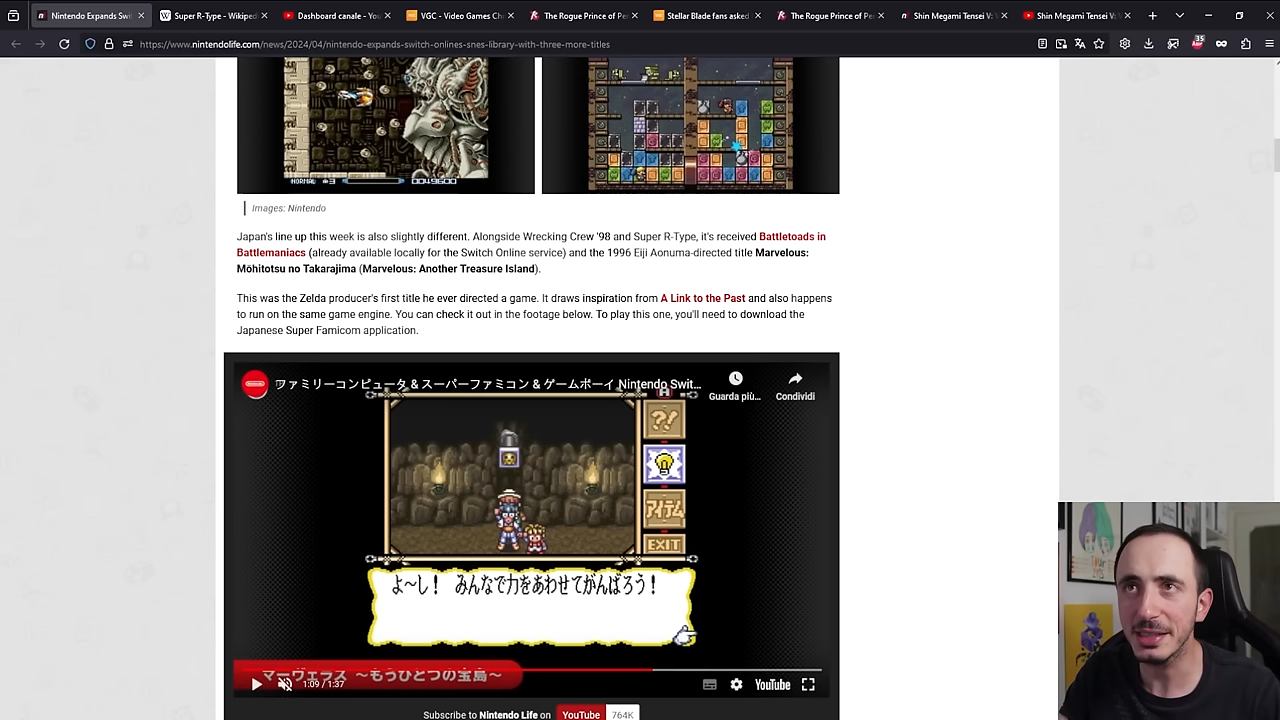 Nintendo Expands Swi
Super R-Type - Wikiped
Dashboard canale - You
VGC - Video Games Ch
The Rogue Prince of Per
Stellar Blade fans asked
The Rogue Prince of Per
Shin Megami Tensei V:
Shin Megami Tensei V:
https://www.nintendolife.com/news/2024/04/nintendo-expands-switch-onlines-snes-library-with-three-more-titles
35
NORMAL 3 0049600
Images: Nintendo
Japan's line up this week is also slightly different. Alongside Wrecking Crew '98 and Super R-Type, it's received Battletoads in
Battlemaniacs (already available locally for the Switch Online service) and the 1996 Eiji Aonuma-directed title Marvelous:
Mōhitotsu no Takarajima (Marvelous: Another Treasure Island).
This was the Zelda producer's first title he ever directed a game. It draws inspiration from A Link to the Past and also happens
to run on the same game engine. You can check it out in the footage below. To play this one, you'll need to download the
Japanese Super Famicom application.
ファミリーコンピュータ & スーパーファミコン & ゲームボーイ Nintendo Swit...
Guarda più...
Condividi
?!
アイテム
EXIT
よ〜し! みんなで力をあわせてがんばろう!
マーヴェラス 〜もうひとつの宝島〜
1:09 / 1:37
YouTube
Subscribe to Nintendo Life on YouTube 764K